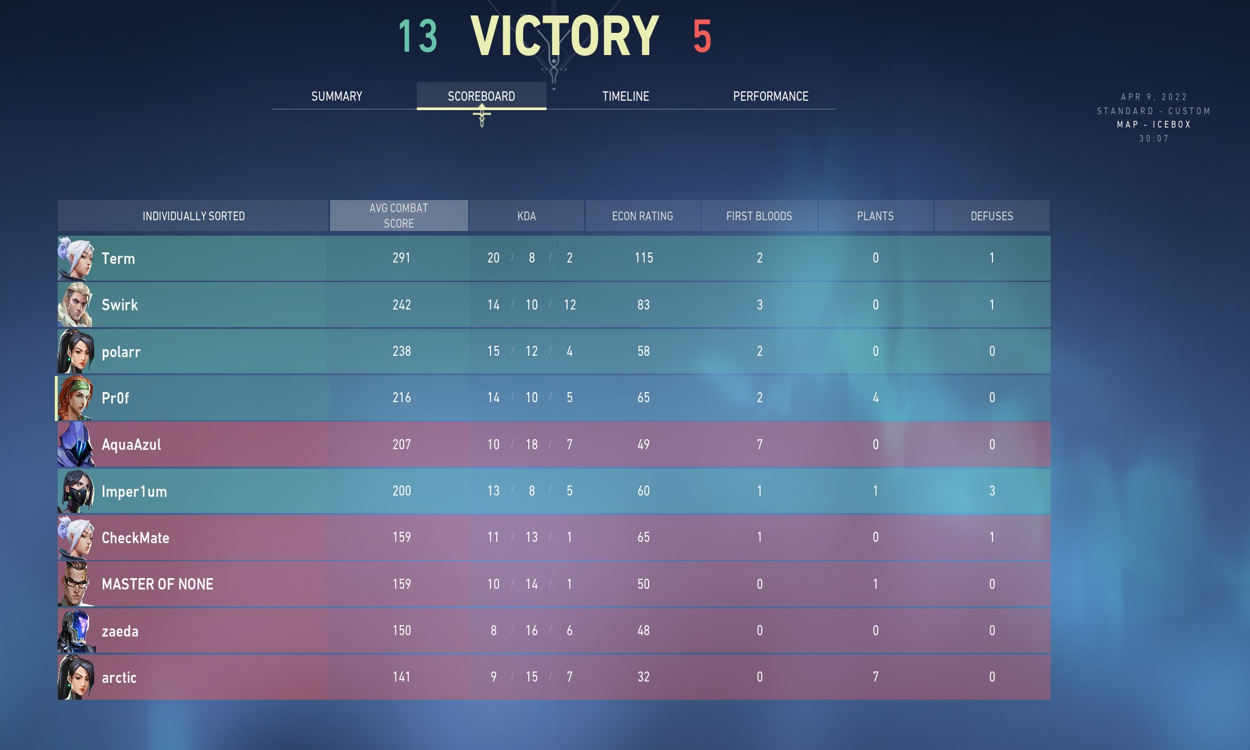 13 VICTORY 5
SUMMARY SCOREBOARD TIMELINE PERFORMANCE
APR 9, 2022
STANDARD - CUSTOM
MAP - ICEBOX
30:07
INDIVIDUALLY SORTED AVG COMBAT SCORE KDA ECON RATING FIRST BLOODS PLANTS DEFUSES
Term 291 20 / 8 / 2 115 2 0 1
Swirk 242 14 / 10 / 12 83 3 0 1
polarr 238 15 / 12 / 4 58 2 0 0
Pr0f 216 14 / 10 / 5 65 2 4 0
AquaAzul 207 10 / 18 / 7 49 7 0 0
Imper1um 200 13 / 8 / 5 60 1 1 3
CheckMate 159 11 / 13 / 1 65 1 0 1
MASTER OF NONE 159 10 / 14 / 1 50 0 1 0
zaeda 150 8 / 16 / 6 48 0 0 0
arctic 141 9 / 15 / 7 32 0 7 0